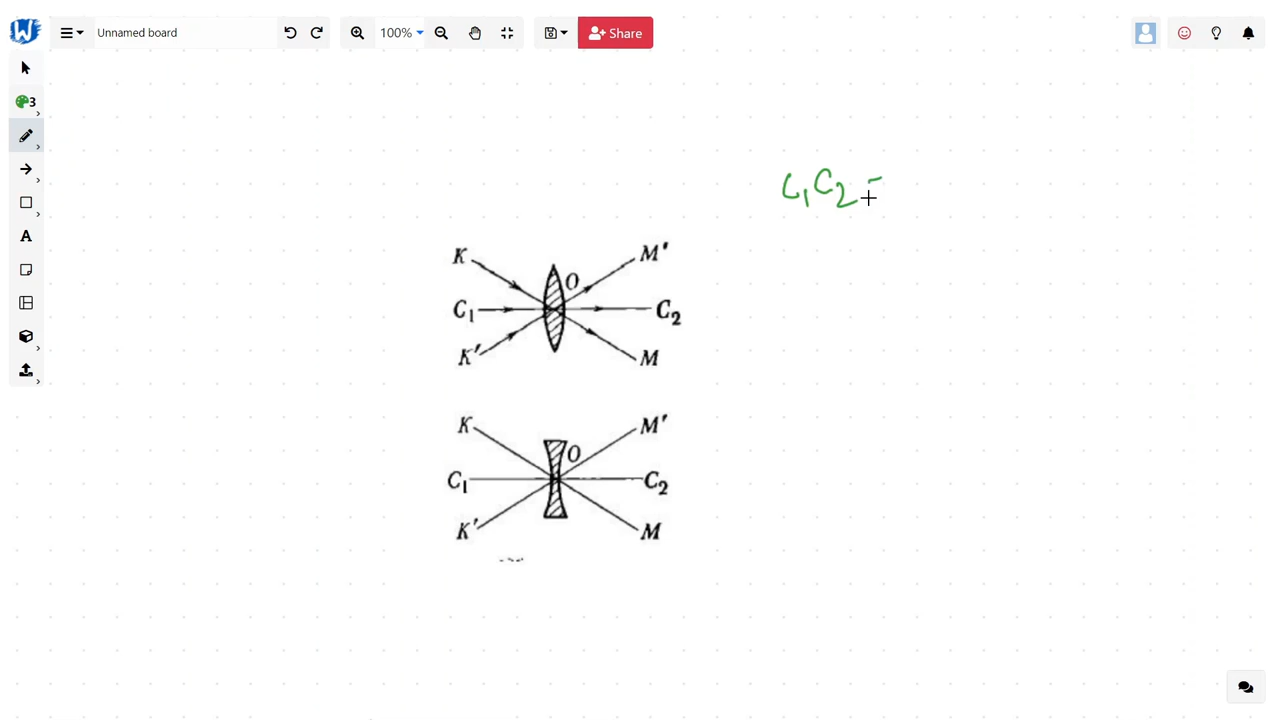 Unnamed board
100%
Share
3
A
C₁C₂ =
K M'
O
C₁ C₂
K' M
K M'
O
C₁ C₂
K' M